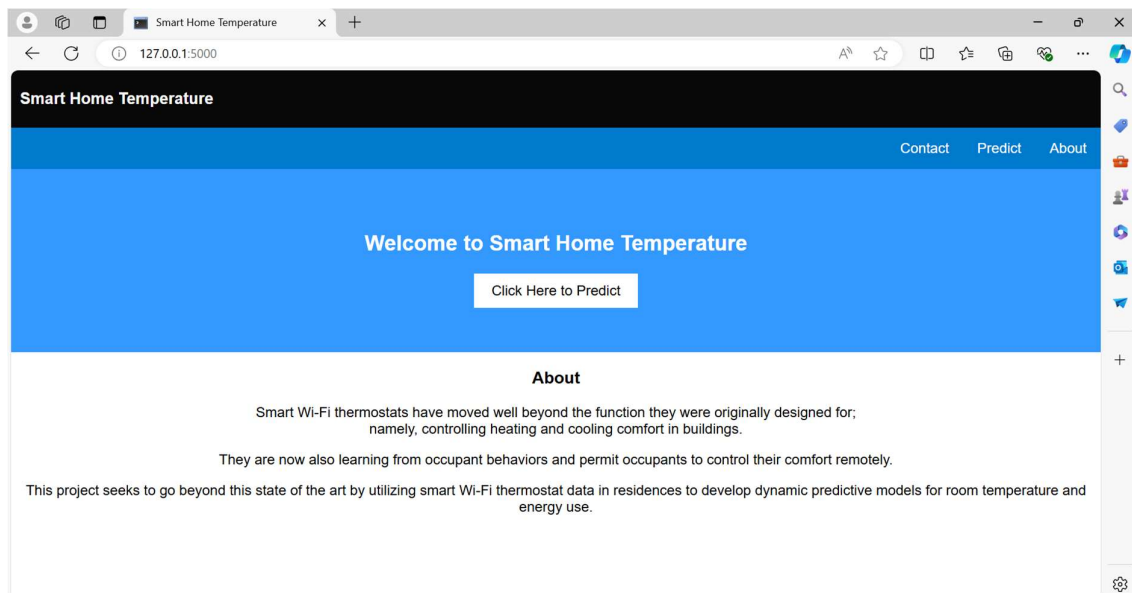 Smart Home Temperature
127.0.0.1:5000
Smart Home Temperature
Contact Predict About
Welcome to Smart Home Temperature
Click Here to Predict
About
Smart Wi-Fi thermostats have moved well beyond the function they were originally designed for;
namely, controlling heating and cooling comfort in buildings.
They are now also learning from occupant behaviors and permit occupants to control their comfort remotely.
This project seeks to go beyond this state of the art by utilizing smart Wi-Fi thermostat data in residences to develop dynamic predictive models for room temperature and
energy use.